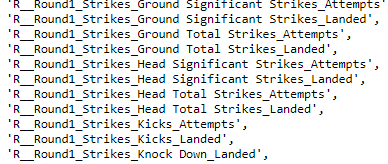 'R__Round1_Strikes_Ground Significant Strikes_Attempts'
'R__Round1_Strikes_Ground Significant Strikes_Landed',
'R__Round1_Strikes_Ground Total Strikes_Attempts',
'R__Round1_Strikes_Ground Total Strikes_Landed',
'R__Round1_Strikes_Head Significant Strikes_Attempts',
'R__Round1_Strikes_Head Significant Strikes_Landed',
'R__Round1_Strikes_Head Total Strikes_Attempts',
'R__Round1_Strikes_Head Total Strikes_Landed',
'R__Round1_Strikes_Kicks_Attempts',
'R__Round1_Strikes_Kicks_Landed',
'R__Round1_Strikes_Knock Down_Landed',